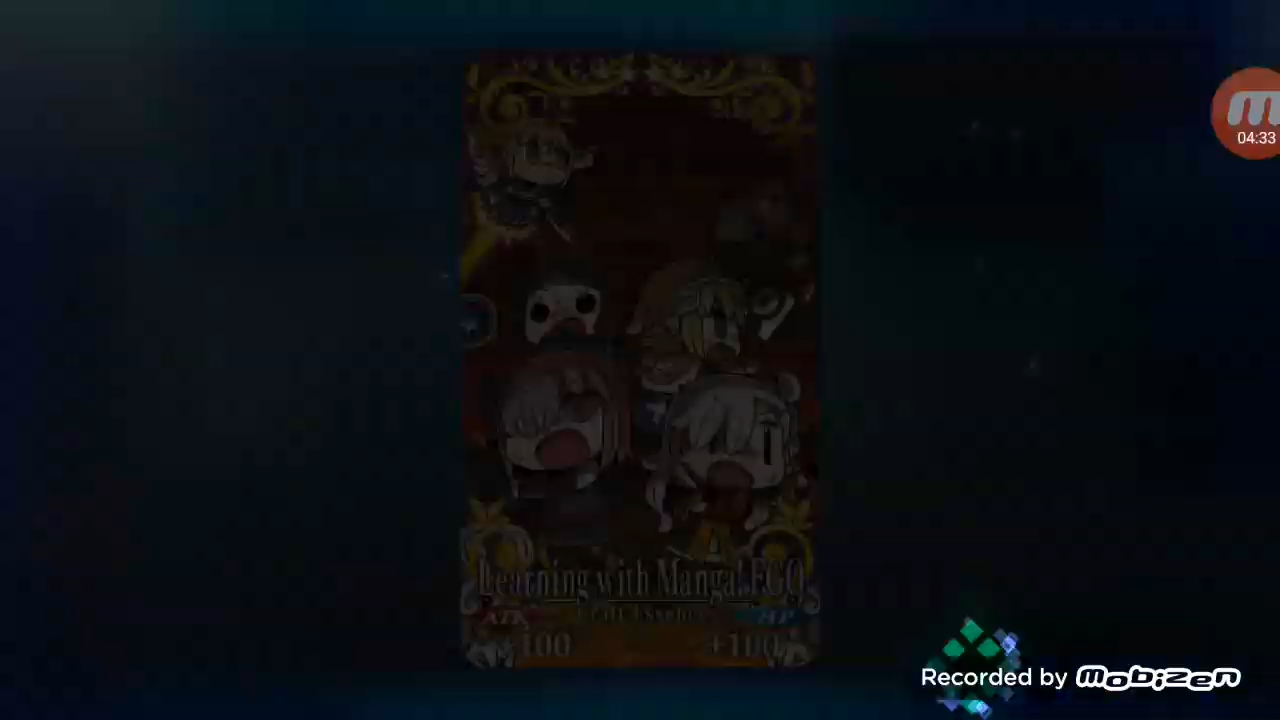 04:33
Learning with Manga! FGO
Craft Essence
ATK HP
+100 +100
Recorded by mobizen